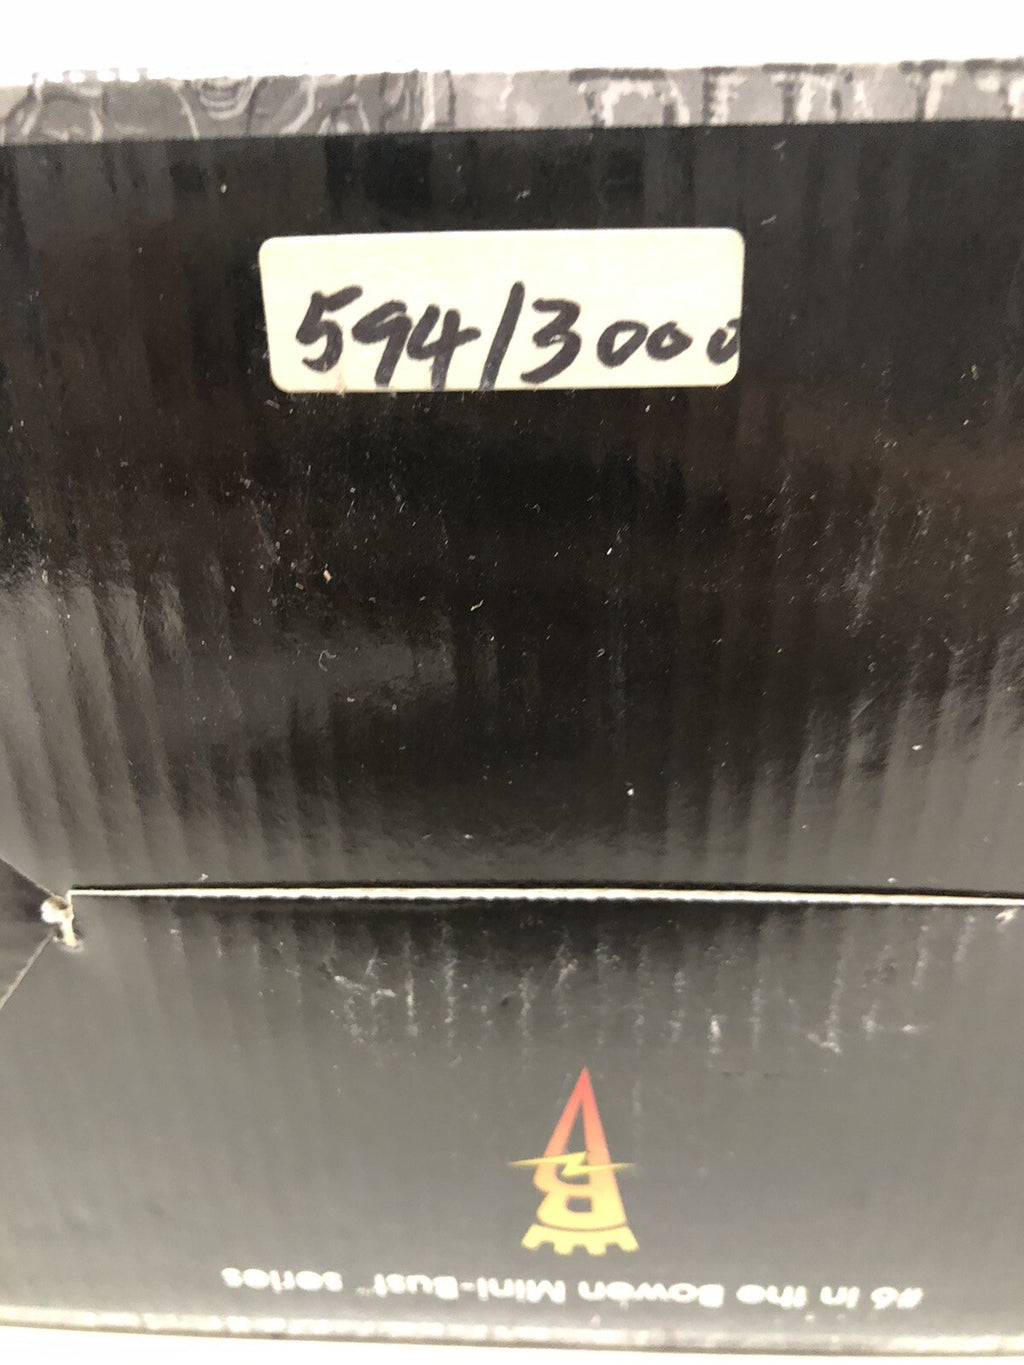 594/3000
#6 in the Bowen Mini-Bust™ series